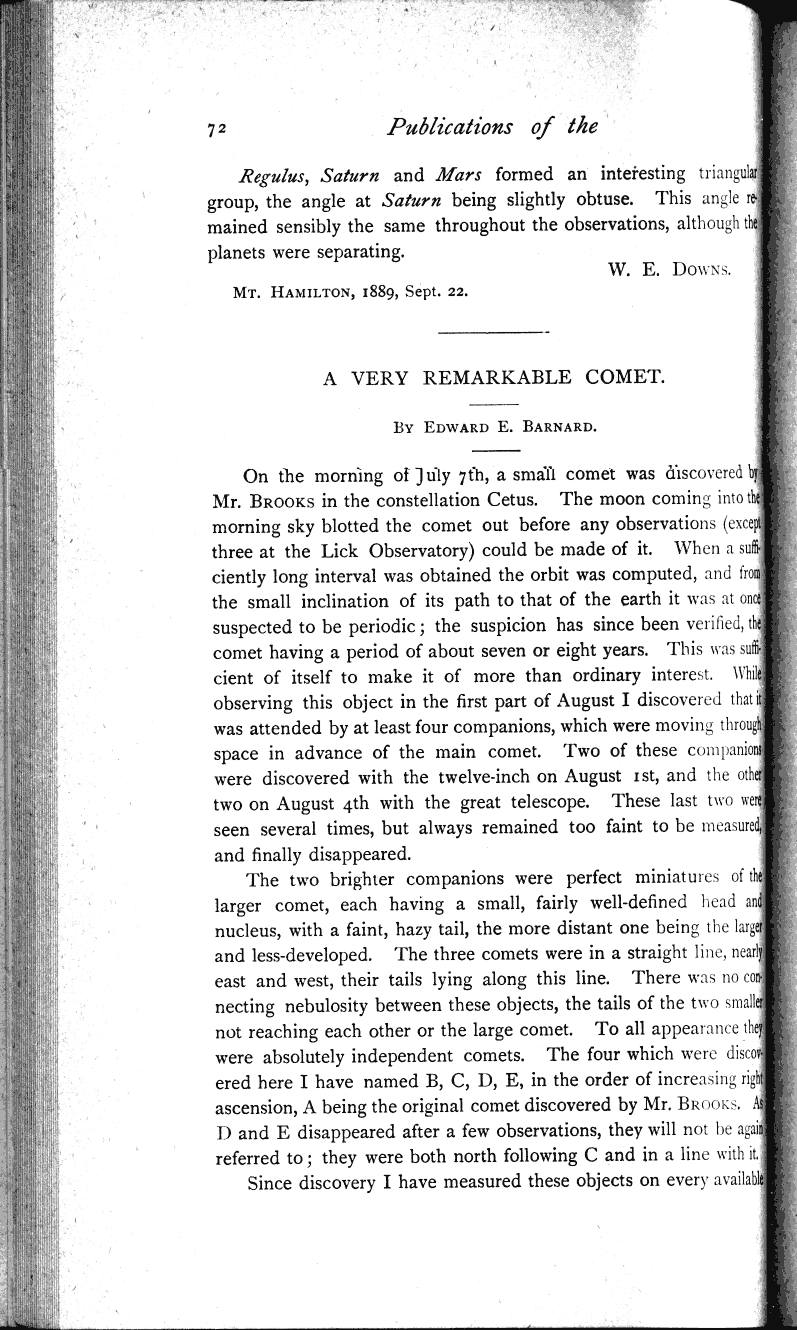 72 Publications of the
Regulus, Saturn and Mars formed an interesting triangular
group, the angle at Saturn being slightly obtuse. This angle re-
mained sensibly the same throughout the observations, although the
planets were separating.
W. E. Downs.
Mt. Hamilton, 1889, Sept. 22.
A VERY REMARKABLE COMET.
By Edward E. Barnard.
On the morning of July 7th, a small comet was discovered by
Mr. Brooks in the constellation Cetus. The moon coming into the
morning sky blotted the comet out before any observations (except
three at the Lick Observatory) could be made of it. When a suffi-
ciently long interval was obtained the orbit was computed, and from
the small inclination of its path to that of the earth it was at once
suspected to be periodic; the suspicion has since been verified, the
comet having a period of about seven or eight years. This was suffi-
cient of itself to make it of more than ordinary interest. While
observing this object in the first part of August I discovered that it
was attended by at least four companions, which were moving through
space in advance of the main comet. Two of these companions
were discovered with the twelve-inch on August 1st, and the other
two on August 4th with the great telescope. These last two were
seen several times, but always remained too faint to be measured,
and finally disappeared.
The two brighter companions were perfect miniatures of the
larger comet, each having a small, fairly well-defined head and
nucleus, with a faint, hazy tail, the more distant one being the larger
and less-developed. The three comets were in a straight line, nearly
east and west, their tails lying along this line. There was no con-
necting nebulosity between these objects, the tails of the two smaller
not reaching each other or the large comet. To all appearance they
were absolutely independent comets. The four which were discov-
ered here I have named B, C, D, E, in the order of increasing right
ascension, A being the original comet discovered by Mr. Brooks. As
D and E disappeared after a few observations, they will not be again
referred to; they were both north following C and in a line with it.
Since discovery I have measured these objects on every available